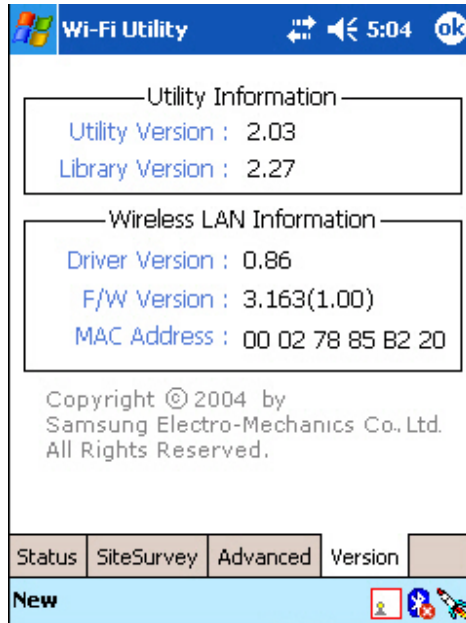 Wi-Fi Utility 5:04 ok
Utility Information
Utility Version : 2.03
Library Version : 2.27
Wireless LAN Information
Driver Version : 0.86
F/W Version : 3.163(1.00)
MAC Address : 00 02 78 85 B2 20
Copyright © 2004 by
Samsung Electro-Mechanics Co., Ltd.
All Rights Reserved.
Status SiteSurvey Advanced Version
New